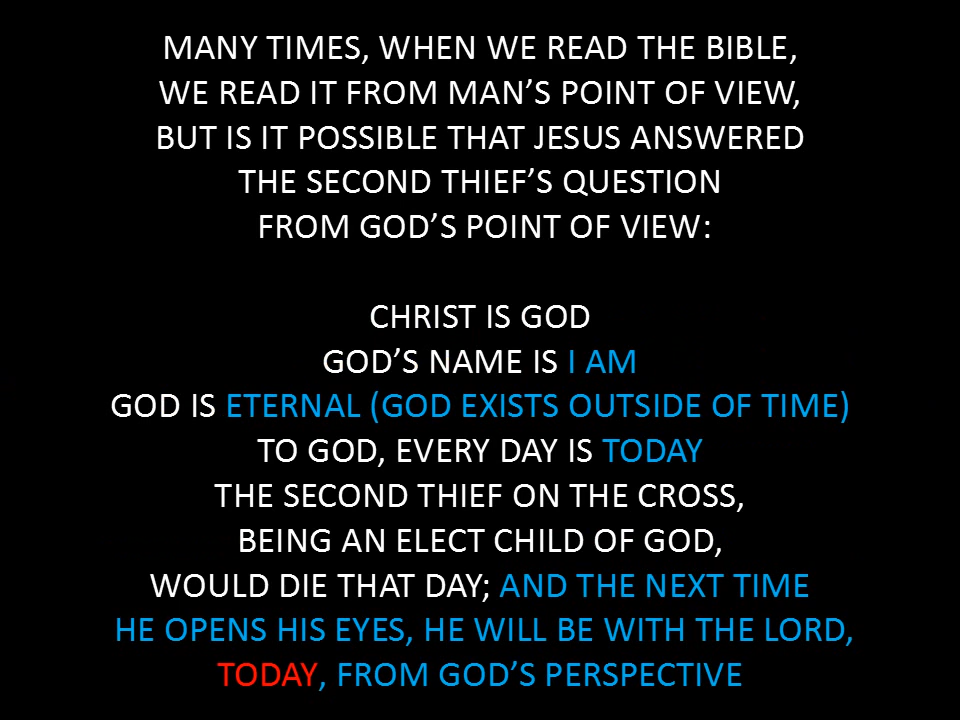 MANY TIMES, WHEN WE READ THE BIBLE,
WE READ IT FROM MAN’S POINT OF VIEW,
BUT IS IT POSSIBLE THAT JESUS ANSWERED
THE SECOND THIEF’S QUESTION
FROM GOD’S POINT OF VIEW:
CHRIST IS GOD
GOD’S NAME IS I AM
GOD IS ETERNAL (GOD EXISTS OUTSIDE OF TIME)
TO GOD, EVERY DAY IS TODAY
THE SECOND THIEF ON THE CROSS,
BEING AN ELECT CHILD OF GOD,
WOULD DIE THAT DAY; AND THE NEXT TIME
HE OPENS HIS EYES, HE WILL BE WITH THE LORD,
TODAY, FROM GOD’S PERSPECTIVE